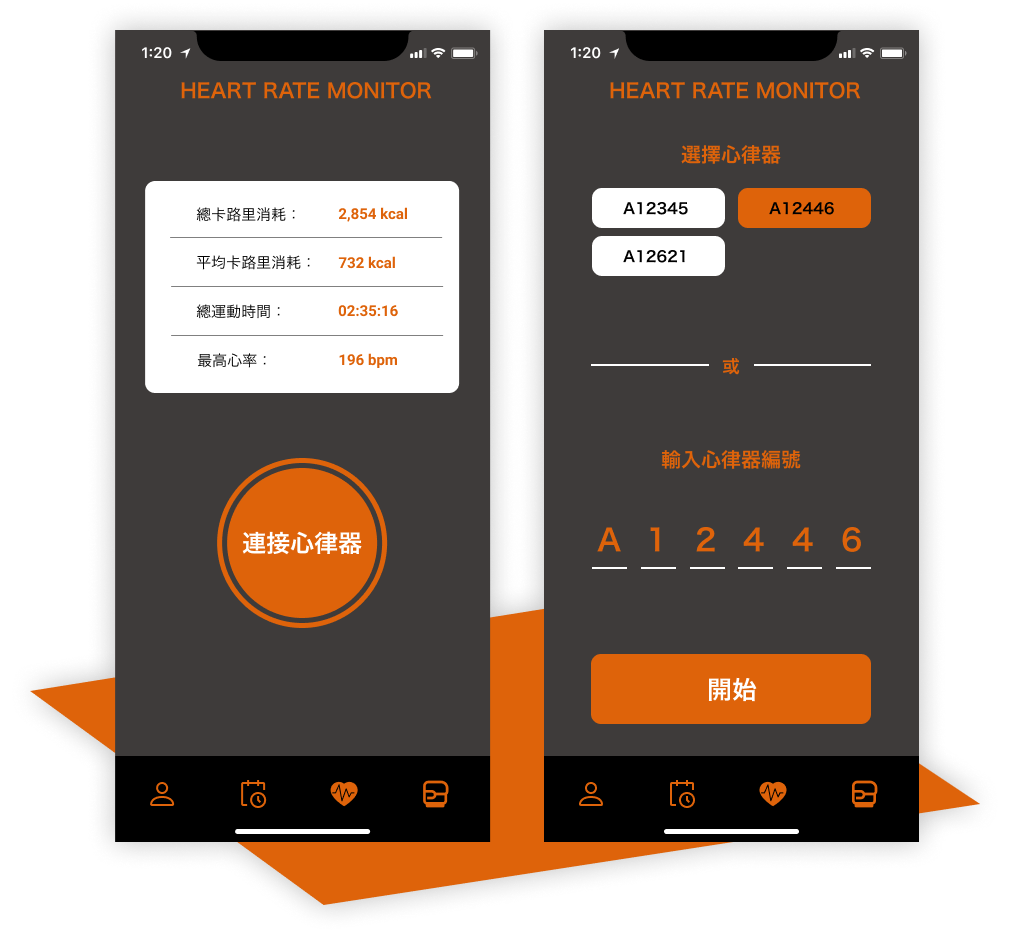 1:20
HEART RATE MONITOR
總卡路里消耗： 2,854 kcal
平均卡路里消耗： 732 kcal
總運動時間： 02:35:16
最高心率： 196 bpm
連接心律器
1:20
HEART RATE MONITOR
選擇心律器
A12345 A12446
A12621
或
輸入心律器編號
A 1 2 4 4 6
開始